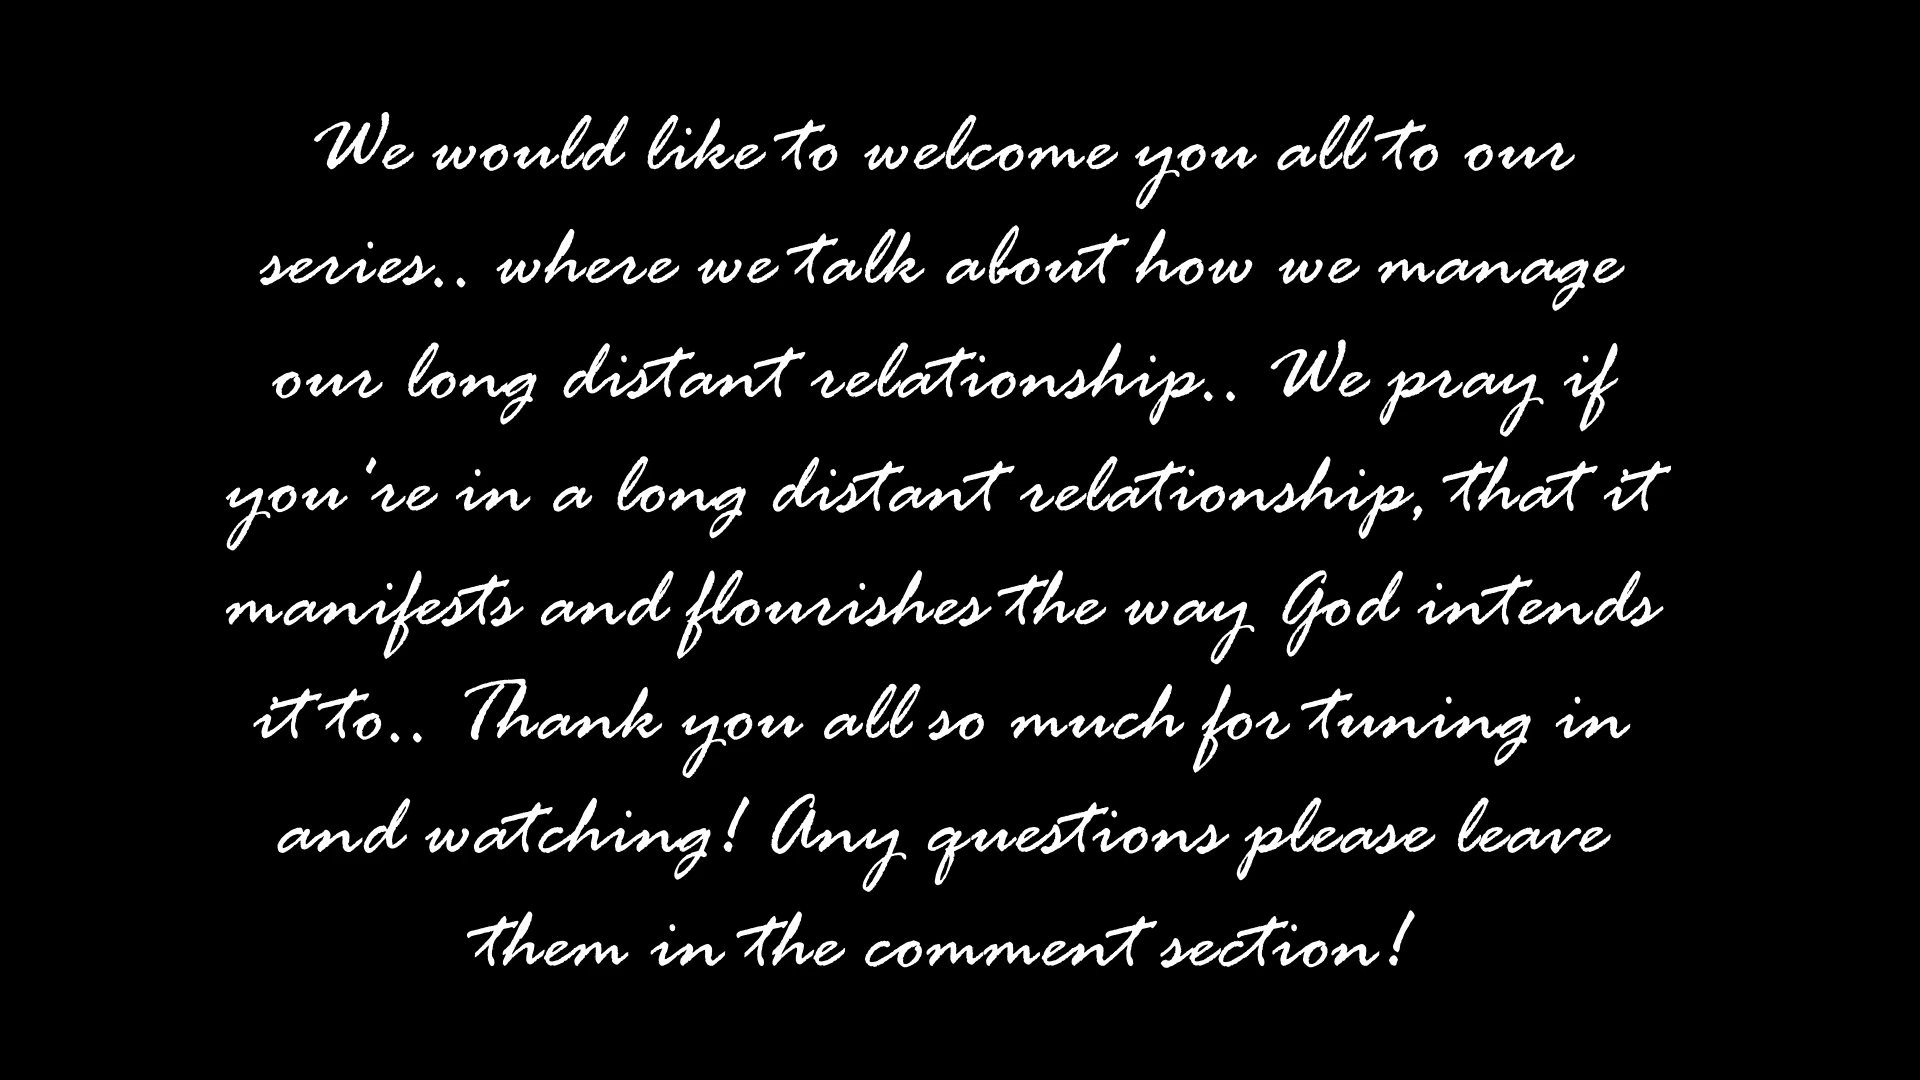 We would like to welcome you all to our
series.. where we talk about how we manage
our long distant relationship.. We pray if
you're in a long distant relationship, that it
manifests and flourishes the way God intends
it to.. Thank you all so much for tuning in
and watching! Any questions please leave
them in the comment section!